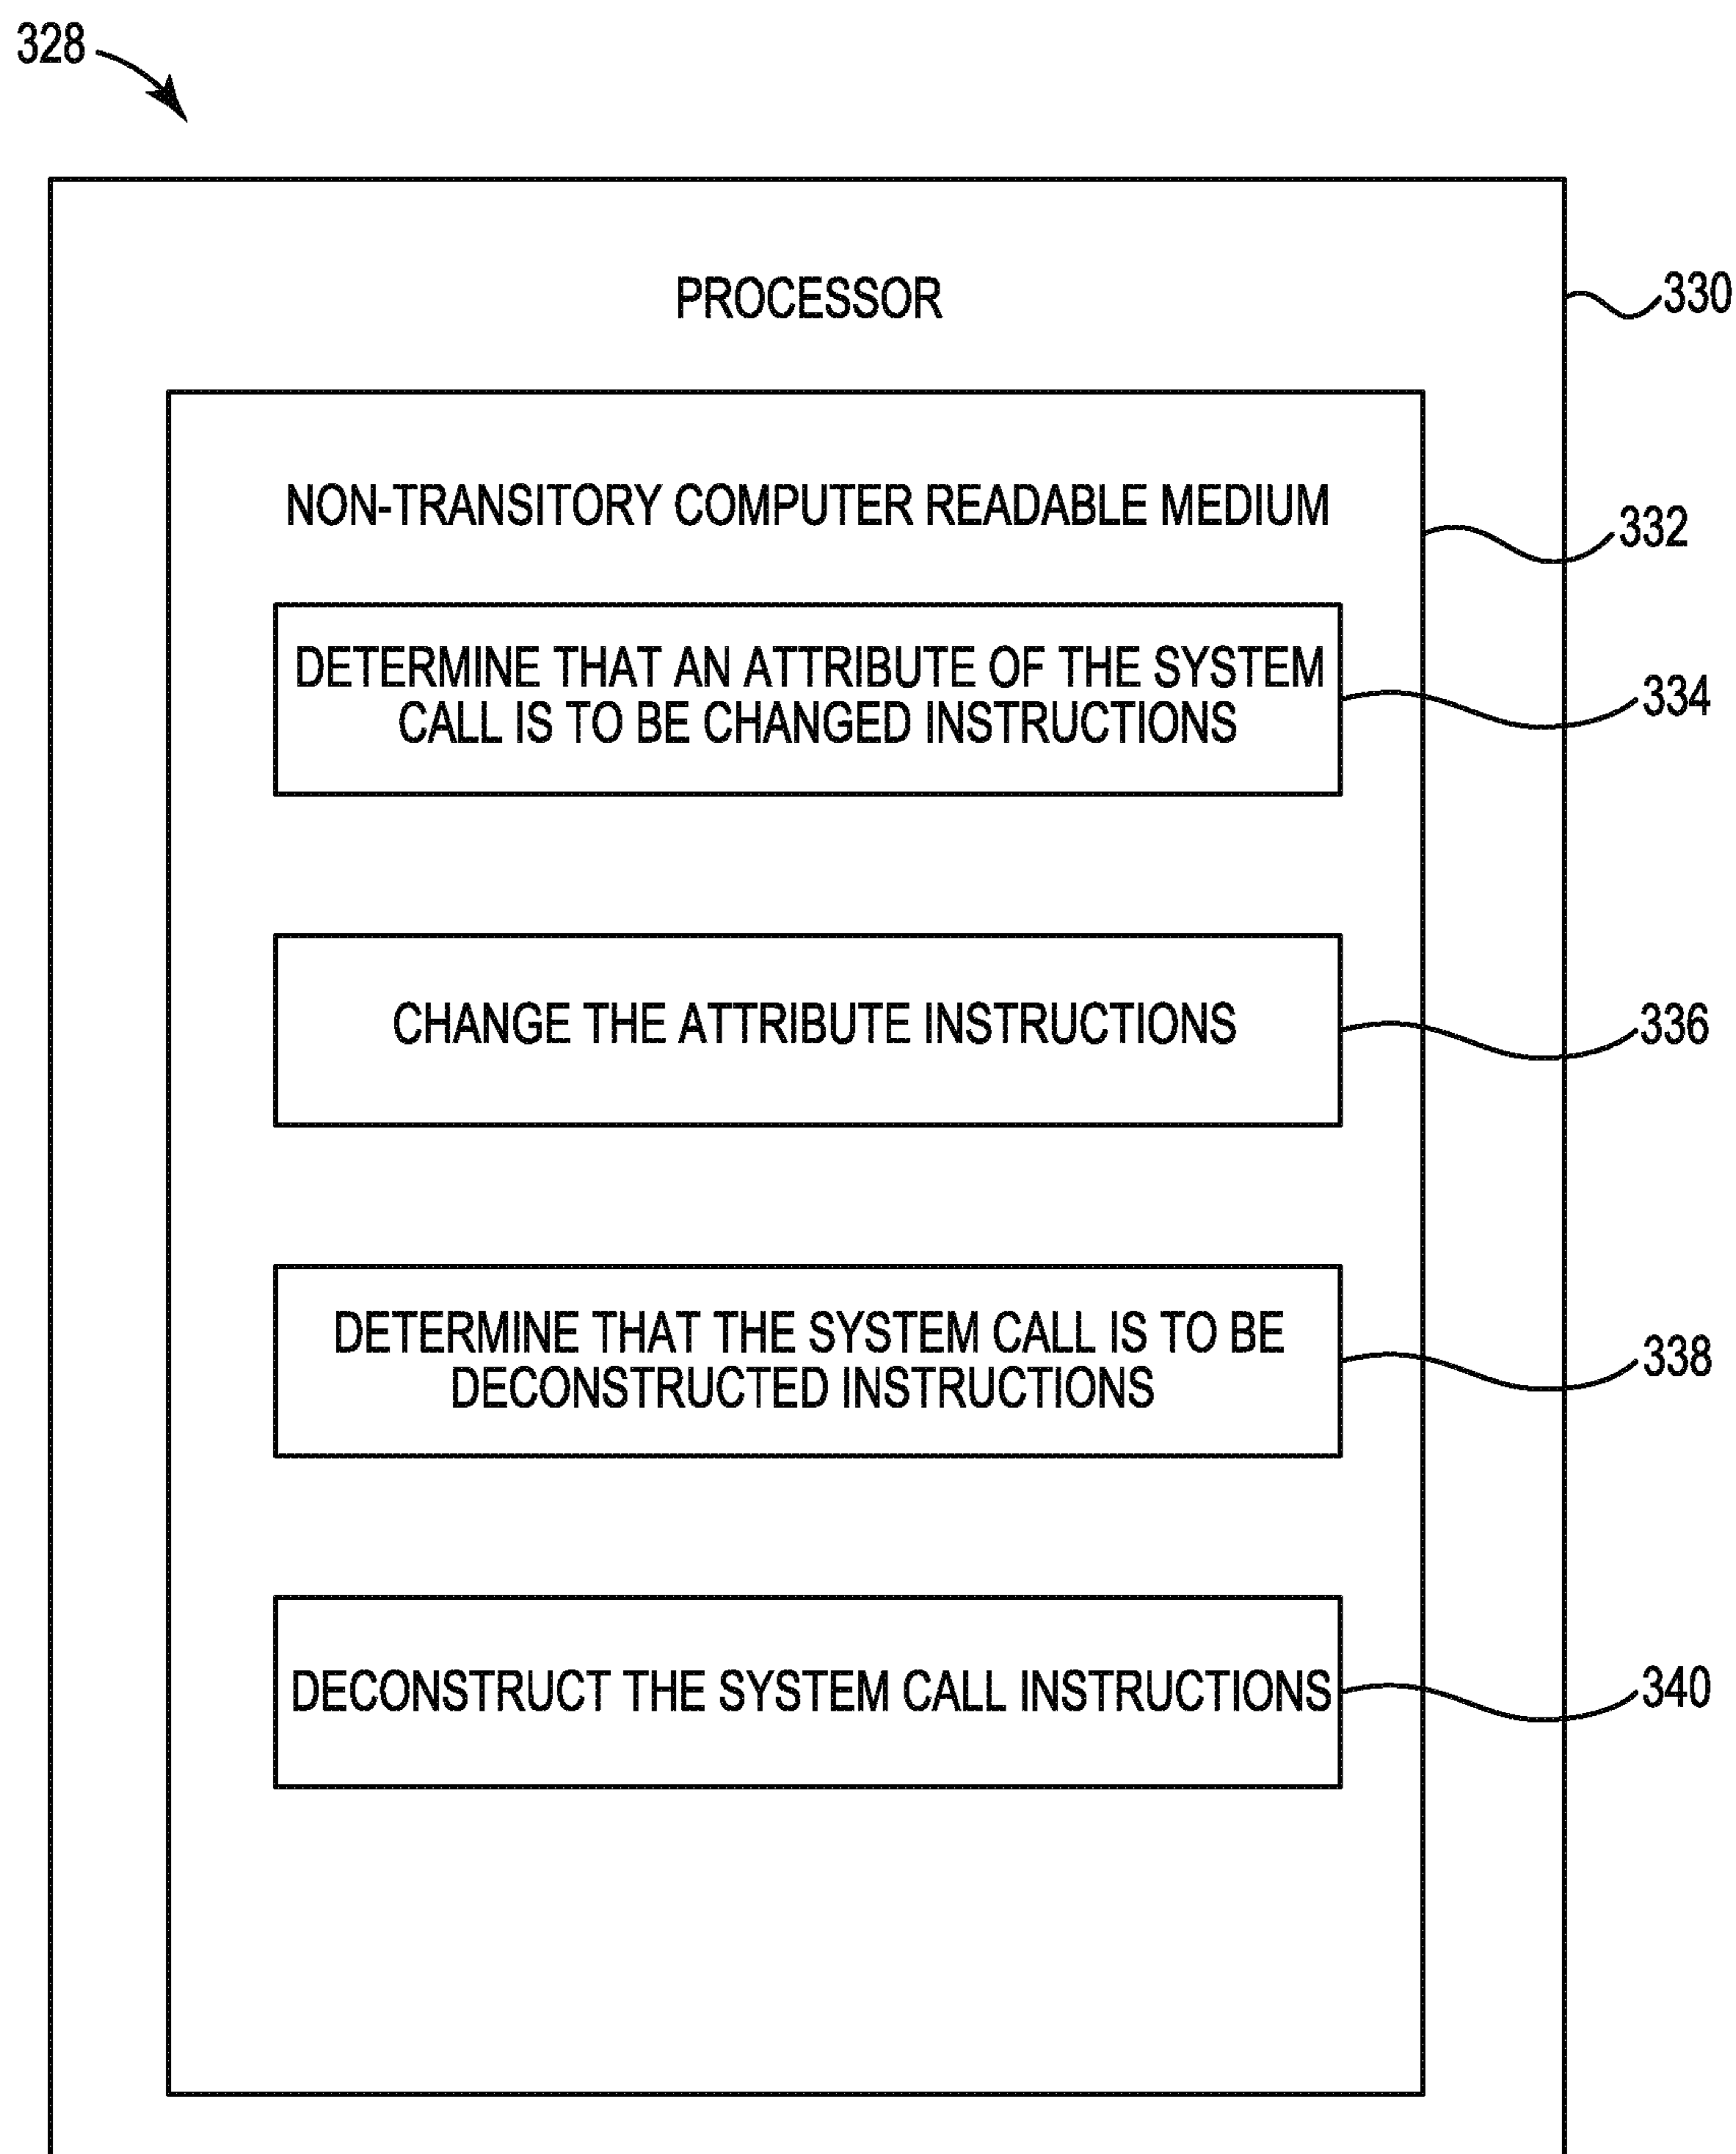 328
PROCESSOR
330
NON-TRANSITORY COMPUTER READABLE MEDIUM
332
DETERMINE THAT AN ATTRIBUTE OF THE SYSTEM
CALL IS TO BE CHANGED INSTRUCTIONS
334
CHANGE THE ATTRIBUTE INSTRUCTIONS
336
DETERMINE THAT THE SYSTEM CALL IS TO BE
DECONSTRUCTED INSTRUCTIONS
338
DECONSTRUCT THE SYSTEM CALL INSTRUCTIONS
340